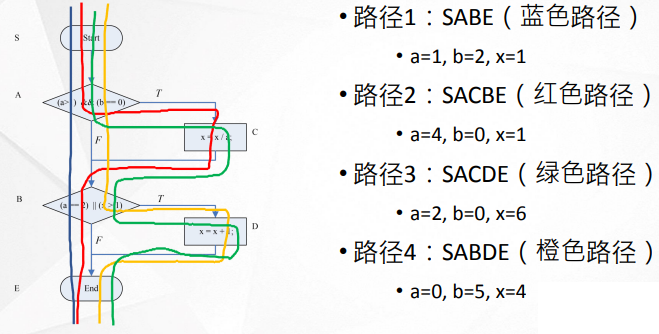 S
Start
A
(a> ) && (b == 0)
T
x = x / a;
C
F
B
(a == 2) || (x > 1)
T
x = x + 1;
D
F
E
End
• 路径1：SABE（蓝色路径）
• a=1, b=2, x=1
• 路径2：SACBE（红色路径）
• a=4, b=0, x=1
• 路径3：SACDE（绿色路径）
• a=2, b=0, x=6
• 路径4：SABDE（橙色路径）
• a=0, b=5, x=4